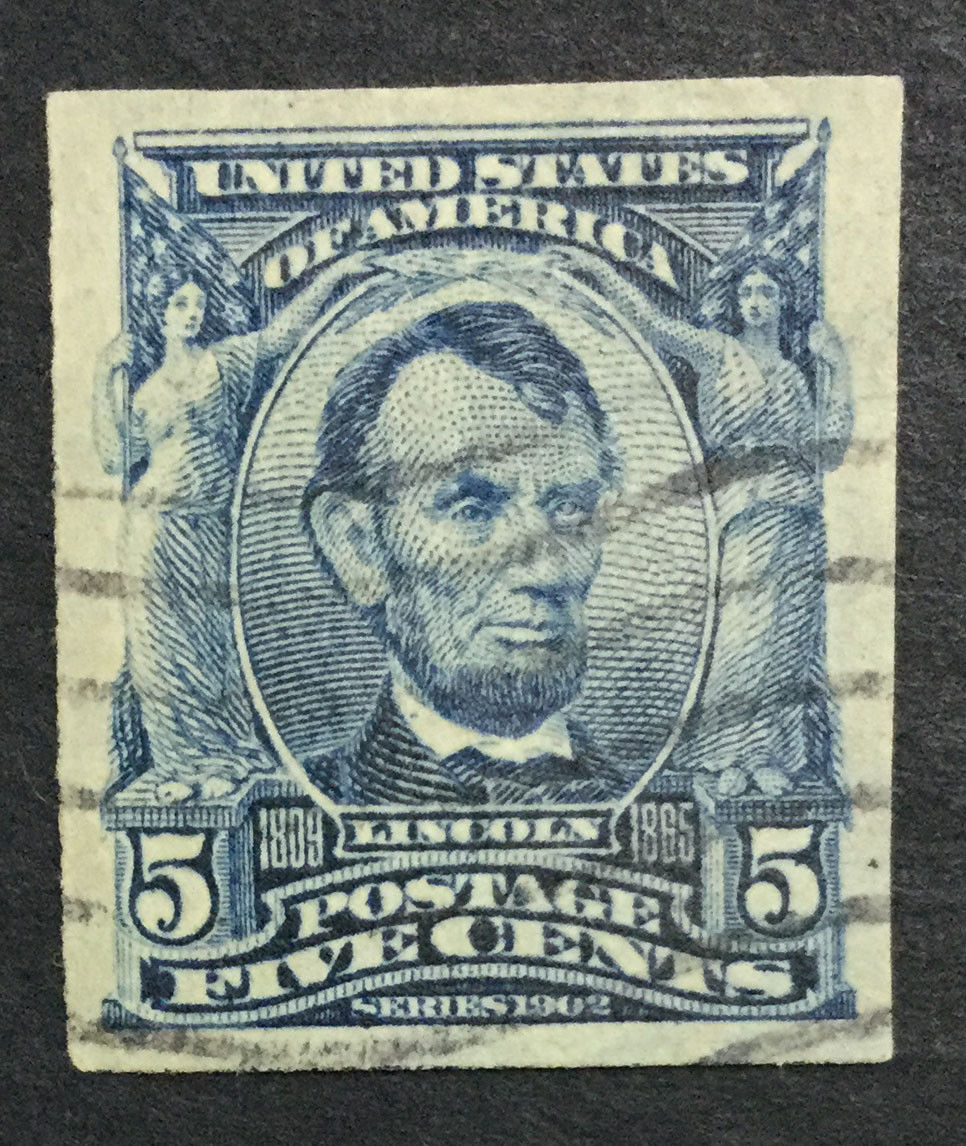 UNITED STATES
OF AMERICA
1809 LINCOLN 1865
5 POSTAGE 5
FIVE CENTS
SERIES 1902